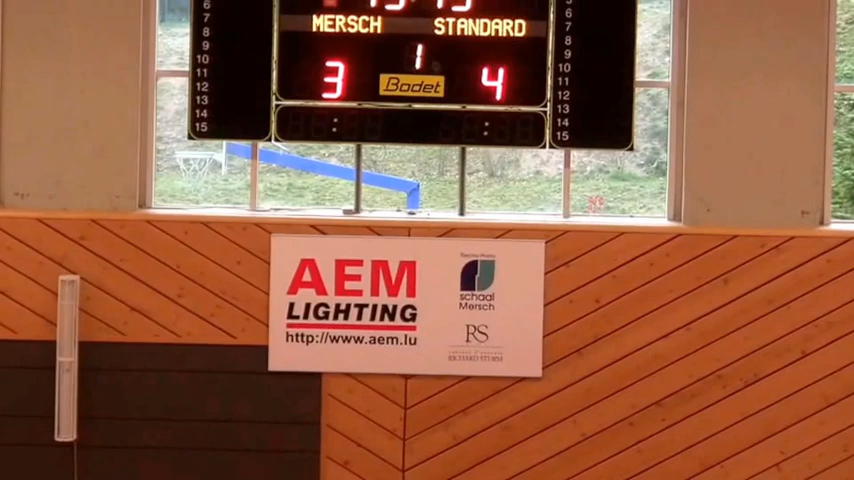 MERSCH STANDARD
1
3 Bodet 4
6
7
8
9
10
11
12
13
14
15
6
7
8
9
10
11
12
13
14
15
AEM
LIGHTING
http://www.aem.lu
schaal
Mersch
RS
RICHARD STURM